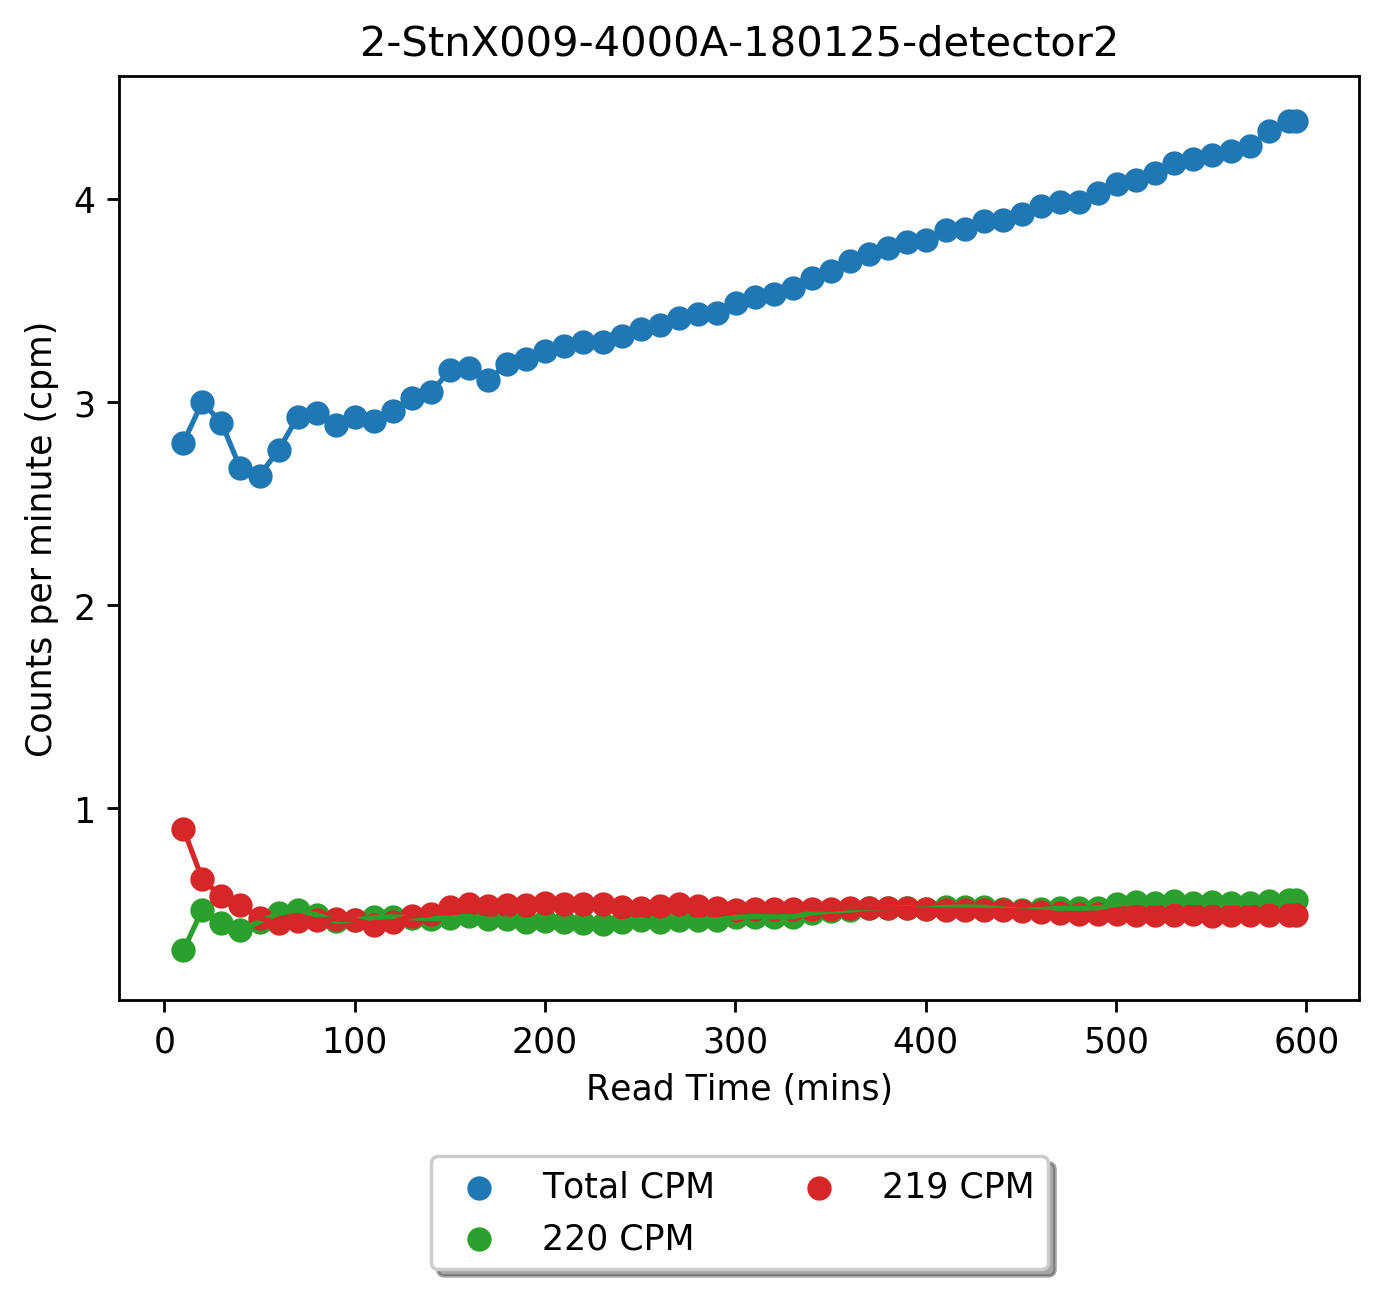 2-StnX009-4000A-180125-detector2
Counts per minute (cpm)
4
3
2
1
0 100 200 300 400 500 600
Read Time (mins)
Total CPM 219 CPM
220 CPM